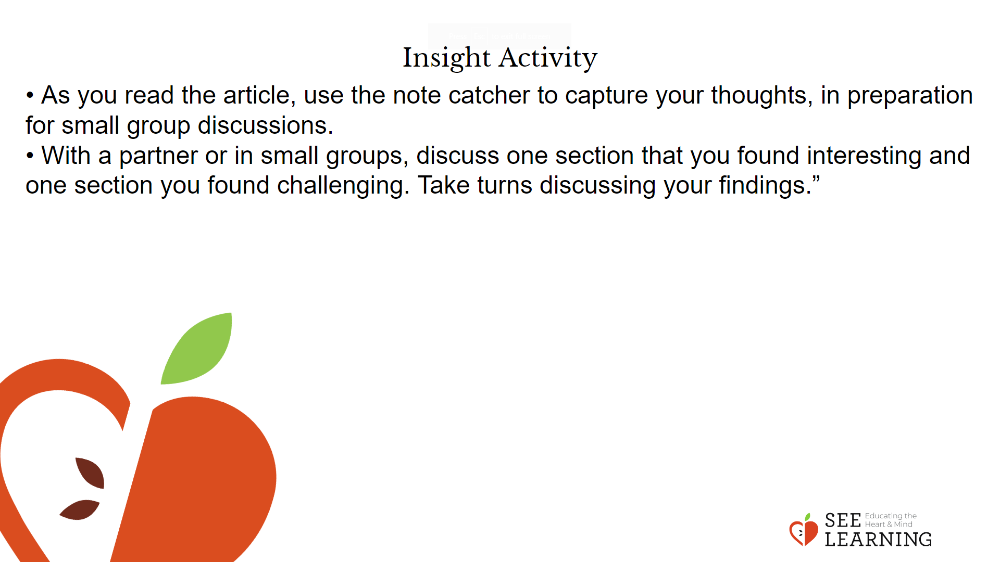 Insight Activity
• As you read the article, use the note catcher to capture your thoughts, in preparation
for small group discussions.
• With a partner or in small groups, discuss one section that you found interesting and
one section you found challenging. Take turns discussing your findings.”
SEE Educating the
Heart & Mind
LEARNING